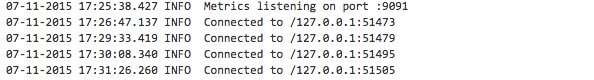 07-11-2015 17:25:38.427 INFO  Metrics listening on port :9091
07-11-2015 17:26:47.137 INFO  Connected to /127.0.0.1:51473
07-11-2015 17:29:33.419 INFO  Connected to /127.0.0.1:51479
07-11-2015 17:30:08.340 INFO  Connected to /127.0.0.1:51495
07-11-2015 17:31:26.260 INFO  Connected to /127.0.0.1:51505